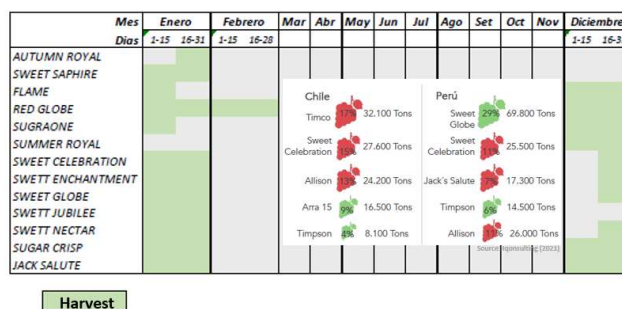 Mes Enero Febrero Mar Abr May Jun Jul Ago Set Oct Nov Diciembre
Dias 1-15 16-31 1-15 16-28 1-15 16-3
AUTUMN ROYAL
SWEET SAPHIRE
FLAME
RED GLOBE
SUGRAONE
SUMMER ROYAL
SWEET CELEBRATION
SWETT ENCHANTMENT
SWEET GLOBE
SWETT JUBILEE
SWETT NECTAR
SUGAR CRISP
JACK SALUTE
Chile
Timco 17% 32.100 Tons
Sweet Celebration 15% 27.600 Tons
Allison 13% 24.200 Tons
Arra 15 9% 16.500 Tons
Timpson 4% 8.100 Tons
Perú
Sweet Globe 29% 69.800 Tons
Sweet Celebration 11% 25.500 Tons
Jack's Salute 7% 17.300 Tons
Timpson 6% 14.500 Tons
Allison 11% 26.000 Tons
Source: iqonsulting (2021)
Harvest